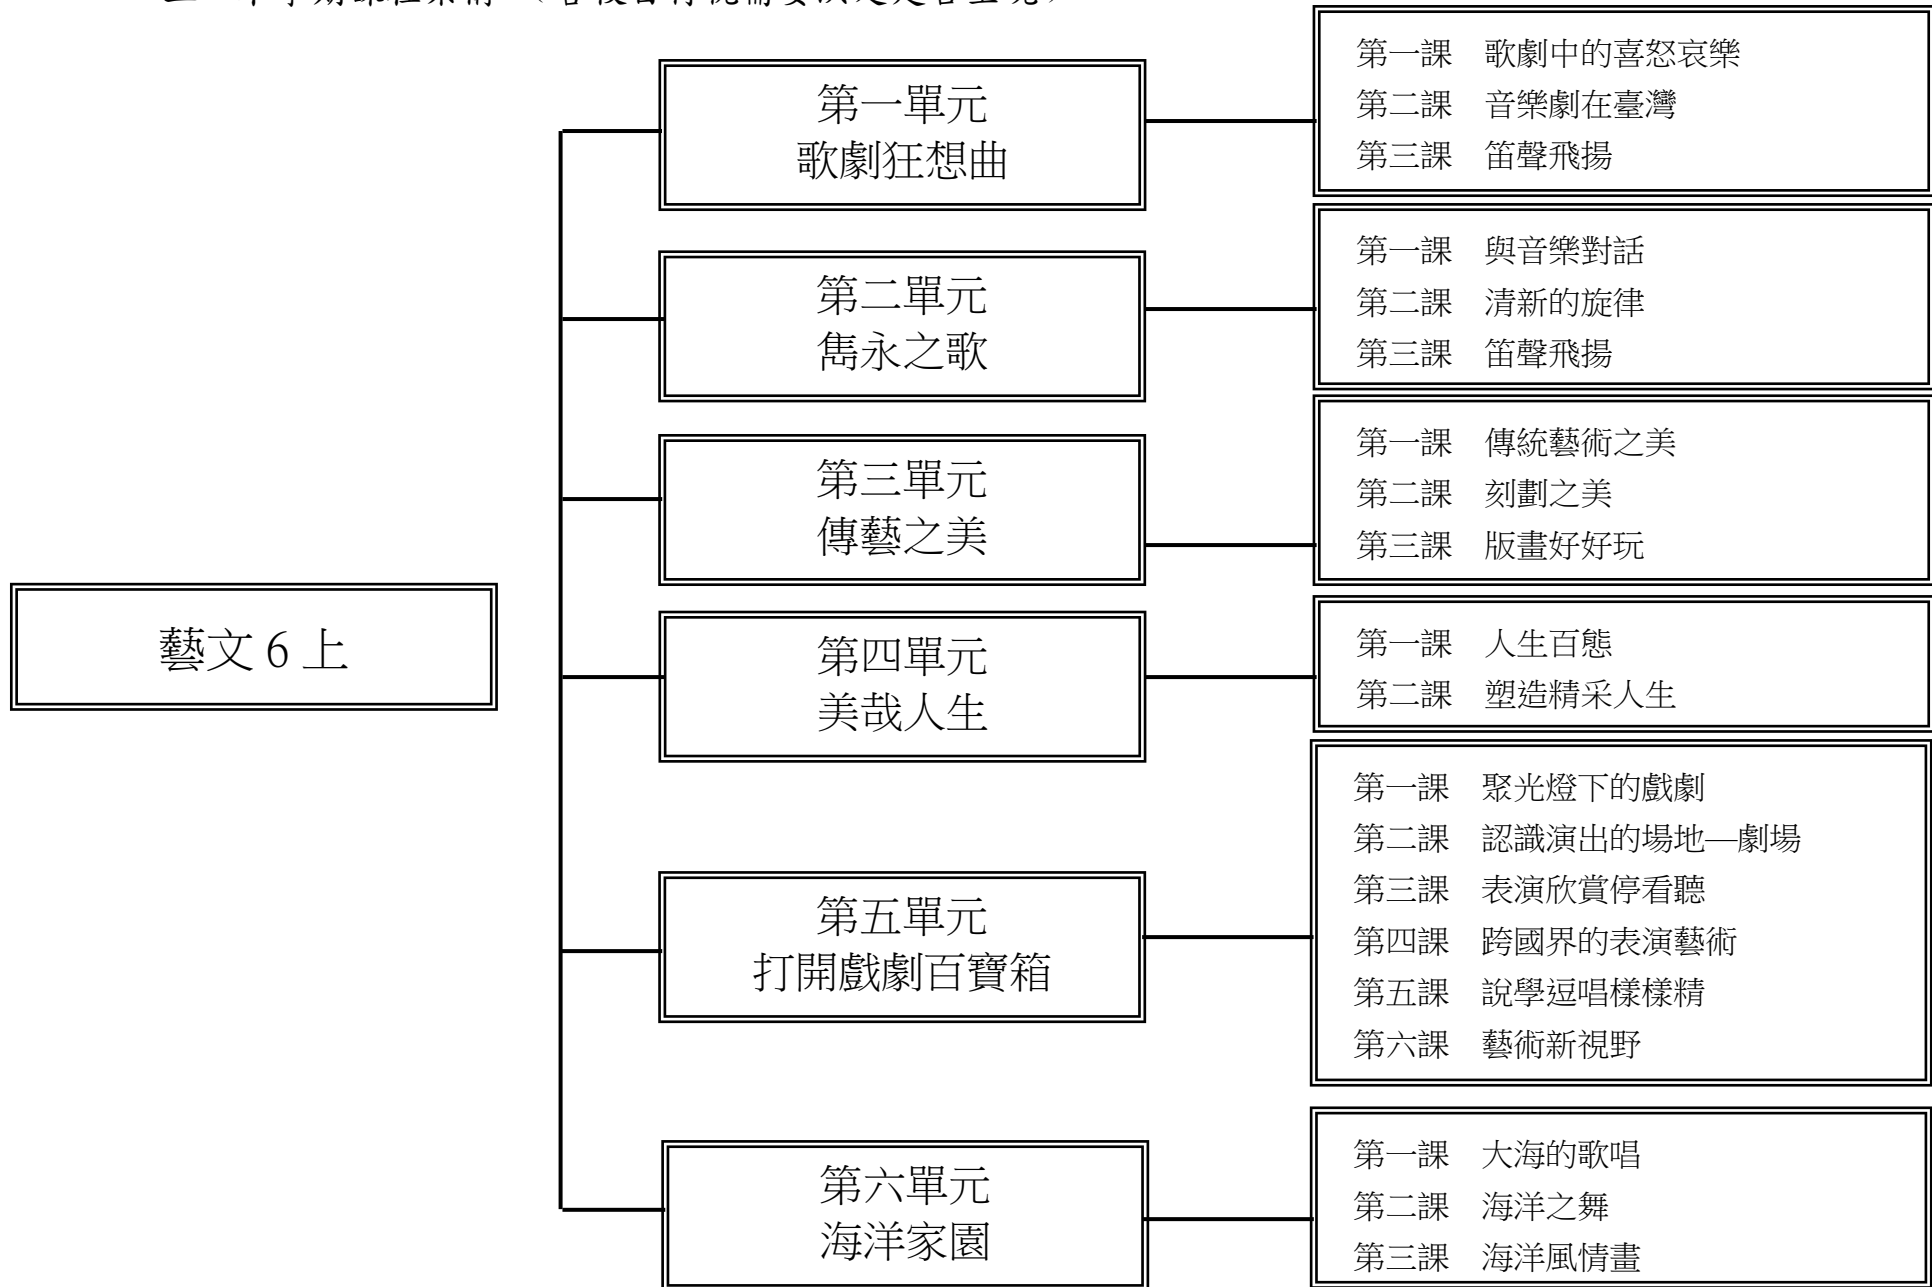 藝文6上
第一單元
歌劇狂想曲
第一課 歌劇中的喜怒哀樂
第二課 音樂劇在臺灣
第三課 笛聲飛揚
第二單元
雋永之歌
第一課 與音樂對話
第二課 清新的旋律
第三課 笛聲飛揚
第三單元
傳藝之美
第一課 傳統藝術之美
第二課 刻劃之美
第三課 版畫好好玩
第四單元
美哉人生
第一課 人生百態
第二課 塑造精采人生
第五單元
打開戲劇百寶箱
第一課 聚光燈下的戲劇
第二課 認識演出的場地—劇場
第三課 表演欣賞停看聽
第四課 跨國界的表演藝術
第五課 說學逗唱樣樣精
第六課 藝術新視野
第六單元
海洋家園
第一課 大海的歌唱
第二課 海洋之舞
第三課 海洋風情畫